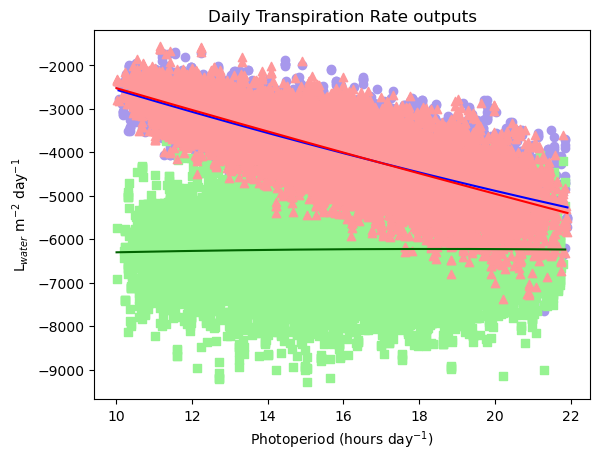 Daily Transpiration Rate outputs
−2000
−3000
−4000
−5000
−6000
−7000
−8000
−9000
L_water m⁻² day⁻¹
10 12 14 16 18 20 22
Photoperiod (hours day⁻¹)